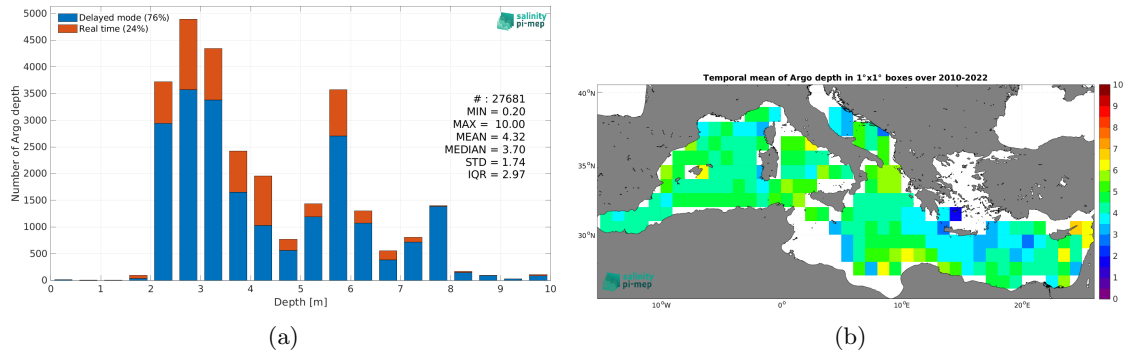 Delayed mode (76%)
Real time (24%)
salinity
pi-mep
5000
4500
4000
3500
3000
2500
2000
1500
1000
500
0
Number of Argo depth
# : 27681
MIN = 0.20
MAX = 10.00
MEAN = 4.32
MEDIAN = 3.70
STD = 1.74
IQR = 2.97
0 1 2 3 4 5 6 7 8 9 10
Depth [m]
(a)
Temporal mean of Argo depth in 1°x1° boxes over 2010-2022
40°N
35°N
30°N
10°W 0° 10°E 20°E
10
9
8
7
6
5
4
3
2
1
0
salinity
pi-mep
(b)